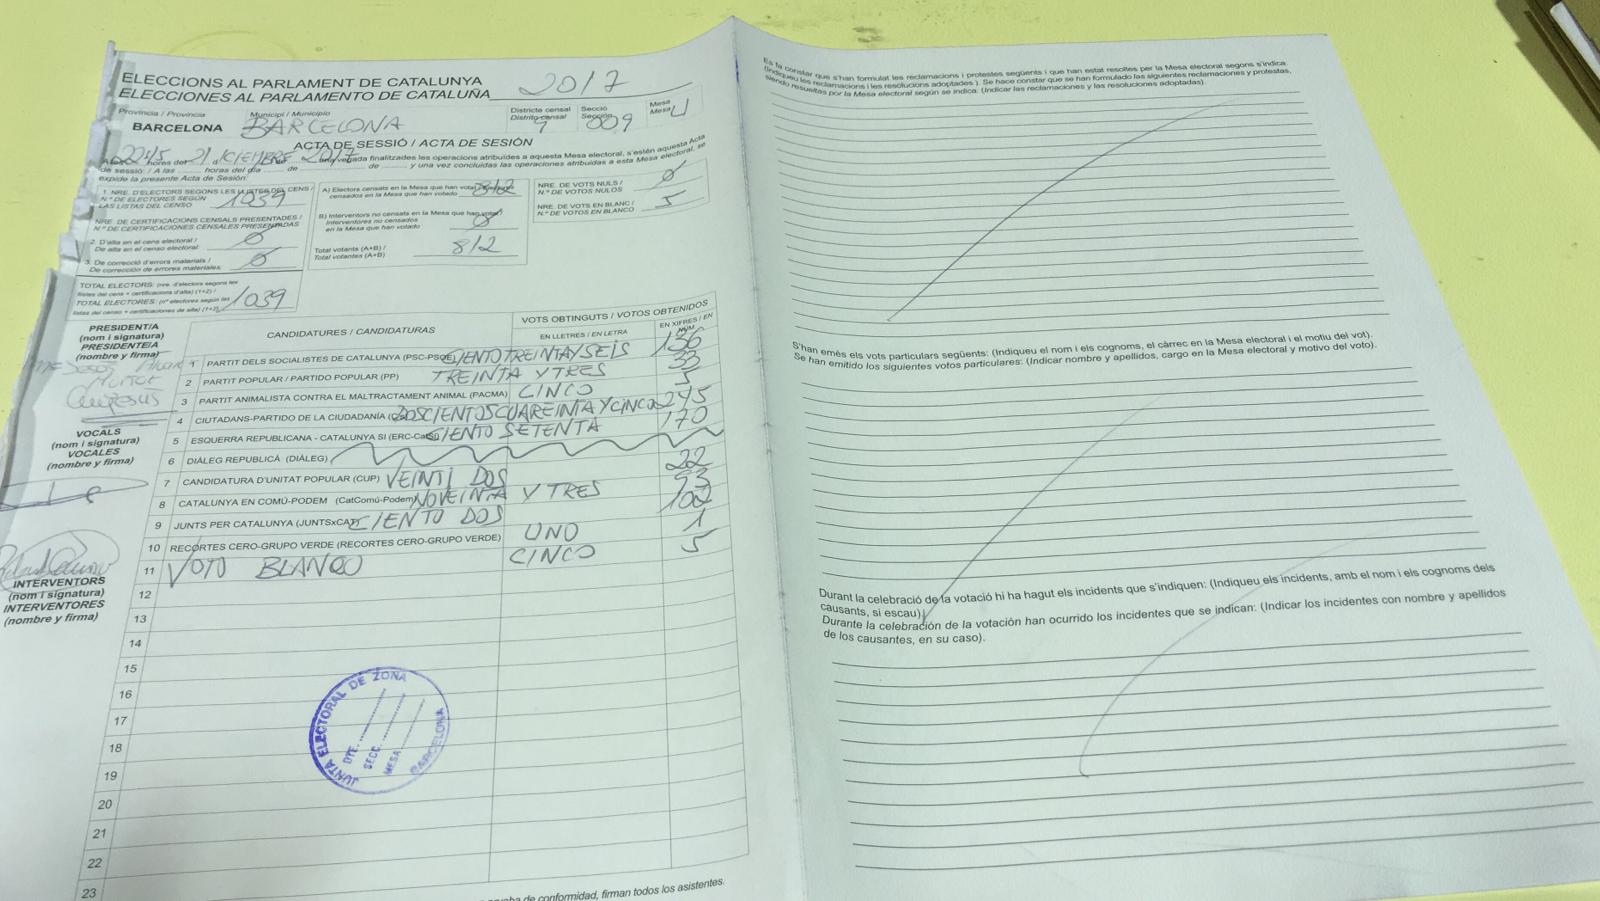 ELECCIONS AL PARLAMENT DE CATALUNYA 2017
ELECCIONES AL PARLAMENTO DE CATALUÑA
Província / Provincia Municipi / Municipio Districte censal Secció Mesa
BARCELONA BARCELONA Distrito censal 9 Sección 009 Mesa U
ACTA DE SESSIÓ / ACTA DE SESIÓN
una vegada finalitzades les operacions atribuïdes a aquesta Mesa electoral, s'estén aquesta Acta
de sessió: / A las ...... horas del día ...... de ...... de ...... y una vez concluidas las operaciones atribuidas a esta Mesa electoral, se
expide la presente Acta de Sesión:
1. NRE. D'ELECTORS SEGONS LES LLISTES DEL CENS /
N.º DE ELECTORES SEGÚN
LAS LISTAS DEL CENSO 1039
NRE. DE CERTIFICACIONS CENSALS PRESENTADES /
N.º DE CERTIFICACIONES CENSALES PRESENTADAS
2. D'alta en el cens electoral /
De alta en el censo electoral: 0
3. De correcció d'errors materials /
De corrección de errores materiales: 0
TOTAL ELECTORS: (nre. d'electors segons les
llistes del cens + certificacions d'alta) (1+2) /
TOTAL ELECTORES: (nº electores según las
listas del censo + certificaciones de alta) (1+2) 1039
A) Electors censats en la Mesa que han votat /
censados en la Mesa que han votado 812
B) Interventors no censats en la Mesa que han votat /
Interventores no censados
en la Mesa que han votado 0
Total votants (A+B) /
Total votantes (A+B) 812
NRE. DE VOTS NULS /
N.º DE VOTOS NULOS 0
NRE. DE VOTS EN BLANC /
N.º DE VOTOS EN BLANCO 5
PRESIDENT/A
(nom i signatura)
PRESIDENTE/A
(nombre y firma)
VOCALS
(nom i signatura)
VOCALES
(nombre y firma)
INTERVENTORS
(nom i signatura)
INTERVENTORES
(nombre y firma)
CANDIDATURES / CANDIDATURAS VOTS OBTINGUTS / VOTOS OBTENIDOS
EN LLETRES / EN LETRA EN XIFRES / EN NÚM
1 PARTIT DELS SOCIALISTES DE CATALUNYA (PSC-PSOE) CIENTO TREINTA Y SEIS 136
2 PARTIT POPULAR / PARTIDO POPULAR (PP) TREINTA Y TRES 33
3 PARTIT ANIMALISTA CONTRA EL MALTRACTAMENT ANIMAL (PACMA) CINCO 5
4 CIUTADANS-PARTIDO DE LA CIUDADANÍA DOSCIENTOS CUAREINTA Y CINCO 245
5 ESQUERRA REPUBLICANA - CATALUNYA SÍ (ERC-CatSí) CIENTO SETENTA 170
6 DIÀLEG REPUBLICÀ (DIÀLEG)
7 CANDIDATURA D'UNITAT POPULAR (CUP) VEINTI DOS 22
8 CATALUNYA EN COMÚ-PODEM (CatComú-Podem) NOVEINTA Y TRES 93
9 JUNTS PER CATALUNYA (JUNTSxCAT) CIENTO DOS 102
10 RECORTES CERO-GRUPO VERDE (RECORTES CERO-GRUPO VERDE) UNO 1
11 VOTO BLANCO CINCO 5
12
13
14
15
16
17
18
19
20
21
22
23
JUNTA ELECTORAL DE ZONA
DTE.
SECC.
MESA
BARCELONA
de conformidad, firman todos los asistentes.
Es fa constar que s'han formulat les reclamacions i protestes següents i que han estat resoltes per la Mesa electoral segons s'indica:
(Indiqueu les reclamacions i les resolucions adoptades). Se hace constar que se han formulado las siguientes reclamaciones y protestas,
siendo resueltas por la Mesa electoral según se indica: (Indicar las reclamaciones y las resoluciones adoptadas).
S'han emès els vots particulars següents: (Indiqueu el nom i els cognoms, el càrrec en la Mesa electoral i el motiu del vot).
Se han emitido los siguientes votos particulares: (Indicar nombre y apellidos, cargo en la Mesa electoral y motivo del voto).
Durant la celebració de la votació hi ha hagut els incidents que s'indiquen: (Indiqueu els incidents, amb el nom i els cognoms dels
causants, si escau)
Durante la celebración de la votación han ocurrido los incidentes que se indican: (Indicar los incidentes con nombre y apellidos
de los causantes, en su caso).